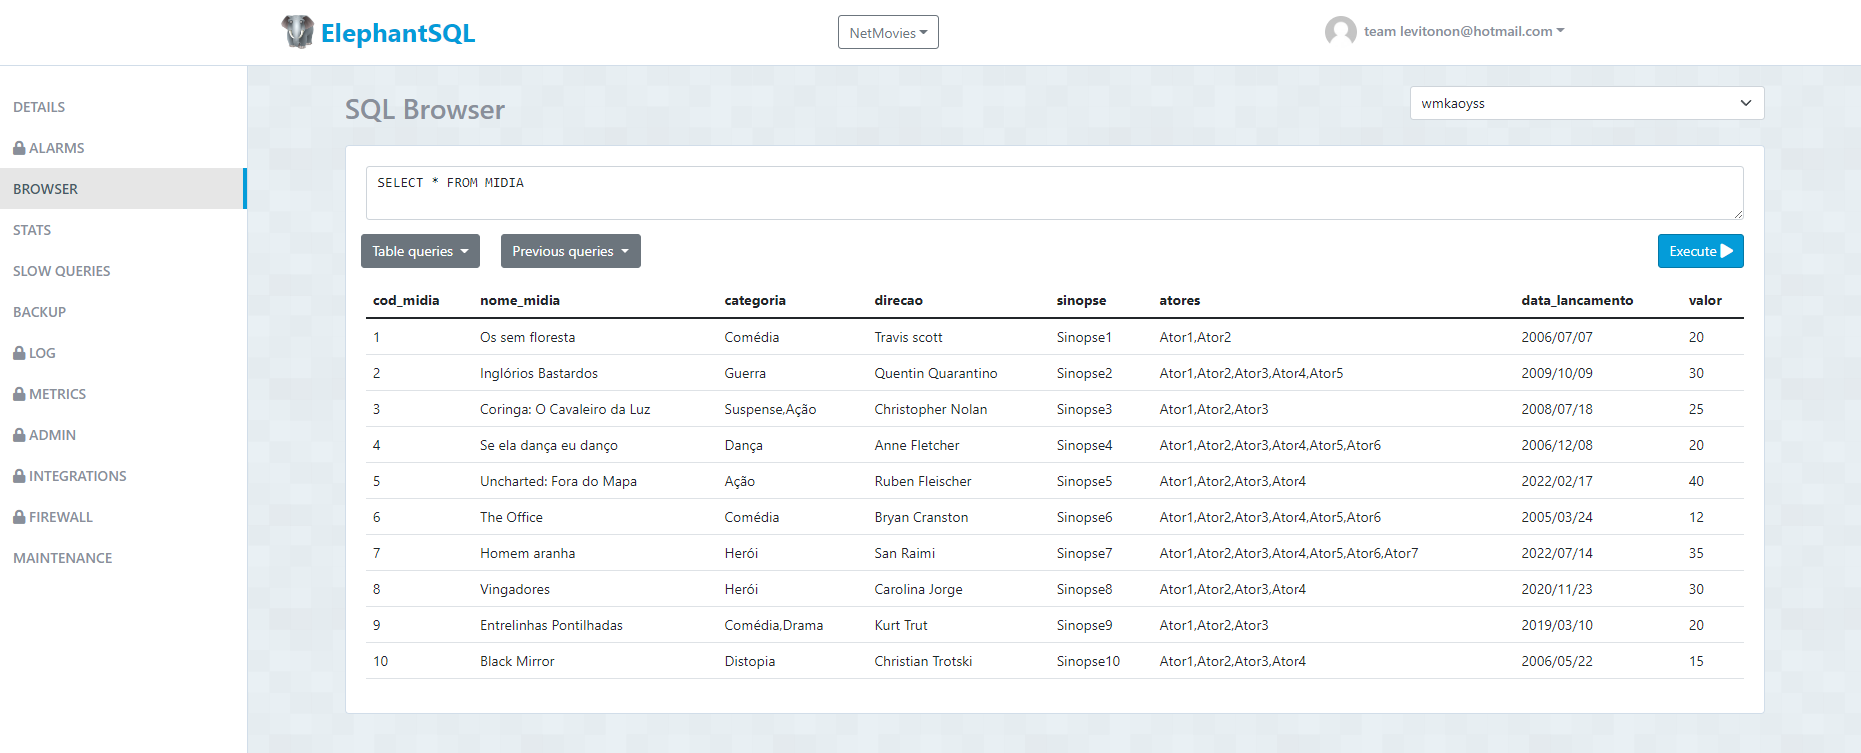 ElephantSQL
NetMovies
team levitonon@hotmail.com
DETAILS
ALARMS
BROWSER
STATS
SLOW QUERIES
BACKUP
LOG
METRICS
ADMIN
INTEGRATIONS
FIREWALL
MAINTENANCE
SQL Browser
wmkaoyss
SELECT * FROM MIDIA
Table queries
Previous queries
Execute
cod_midia nome_midia categoria direcao sinopse atores data_lancamento valor
1 Os sem floresta Comédia Travis scott Sinopse1 Ator1,Ator2 2006/07/07 20
2 Inglórios Bastardos Guerra Quentin Quarantino Sinopse2 Ator1,Ator2,Ator3,Ator4,Ator5 2009/10/09 30
3 Coringa: O Cavaleiro da Luz Suspense,Ação Christopher Nolan Sinopse3 Ator1,Ator2,Ator3 2008/07/18 25
4 Se ela dança eu danço Dança Anne Fletcher Sinopse4 Ator1,Ator2,Ator3,Ator4,Ator5,Ator6 2006/12/08 20
5 Uncharted: Fora do Mapa Ação Ruben Fleischer Sinopse5 Ator1,Ator2,Ator3,Ator4 2022/02/17 40
6 The Office Comédia Bryan Cranston Sinopse6 Ator1,Ator2,Ator3,Ator4,Ator5,Ator6 2005/03/24 12
7 Homem aranha Herói San Raimi Sinopse7 Ator1,Ator2,Ator3,Ator4,Ator5,Ator6,Ator7 2022/07/14 35
8 Vingadores Herói Carolina Jorge Sinopse8 Ator1,Ator2,Ator3,Ator4 2020/11/23 30
9 Entrelinhas Pontilhadas Comédia,Drama Kurt Trut Sinopse9 Ator1,Ator2,Ator3 2019/03/10 20
10 Black Mirror Distopia Christian Trotski Sinopse10 Ator1,Ator2,Ator3,Ator4 2006/05/22 15